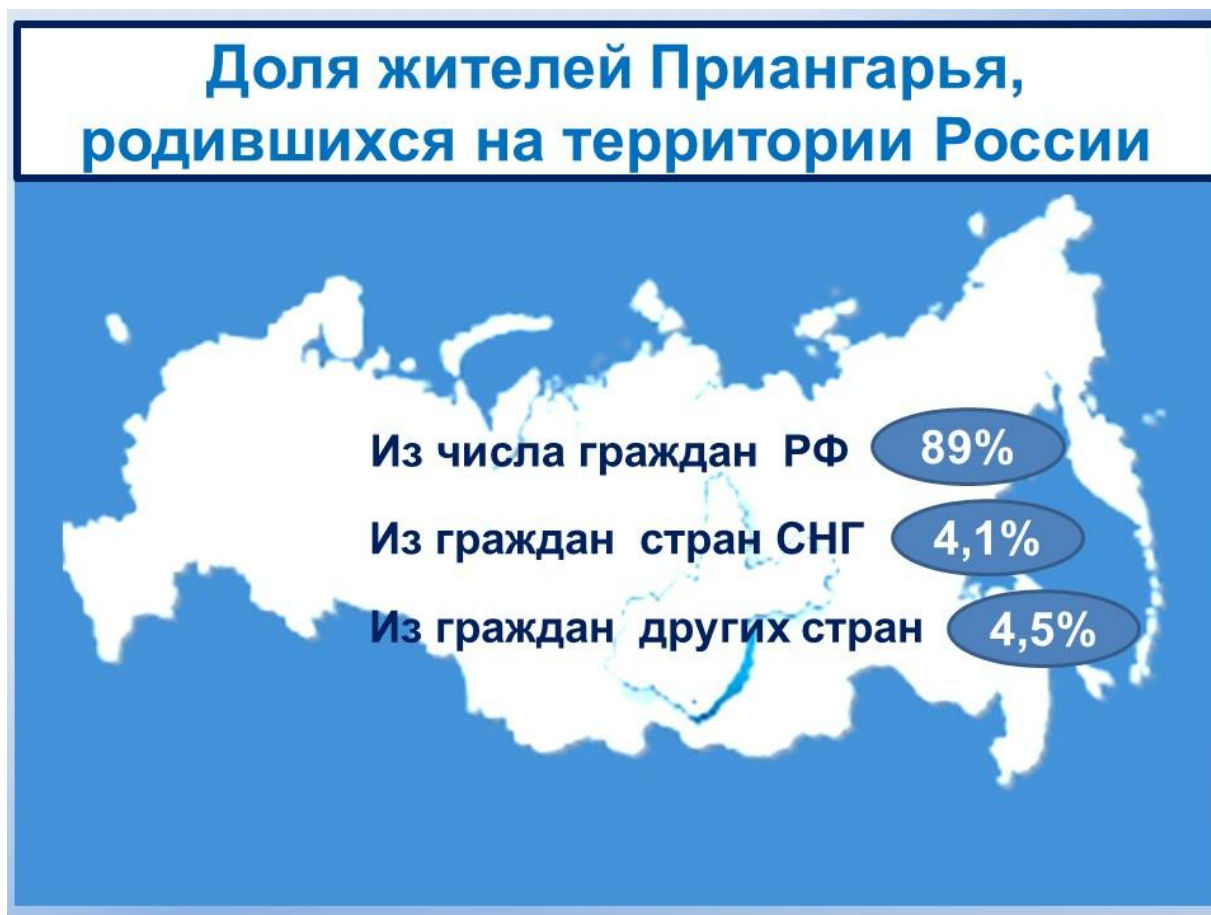 Доля жителей Приангарья,
родившихся на территории России
Из числа граждан РФ 89%
Из граждан стран СНГ 4,1%
Из граждан других стран 4,5%